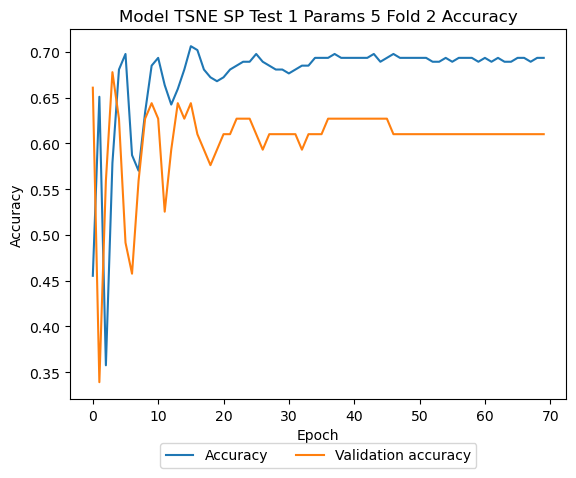 Model TSNE SP Test 1 Params 5 Fold 2 Accuracy
0.70
0.65
0.60
0.55
0.50
0.45
0.40
0.35
Accuracy
0 10 20 30 40 50 60 70
Epoch
Accuracy Validation accuracy